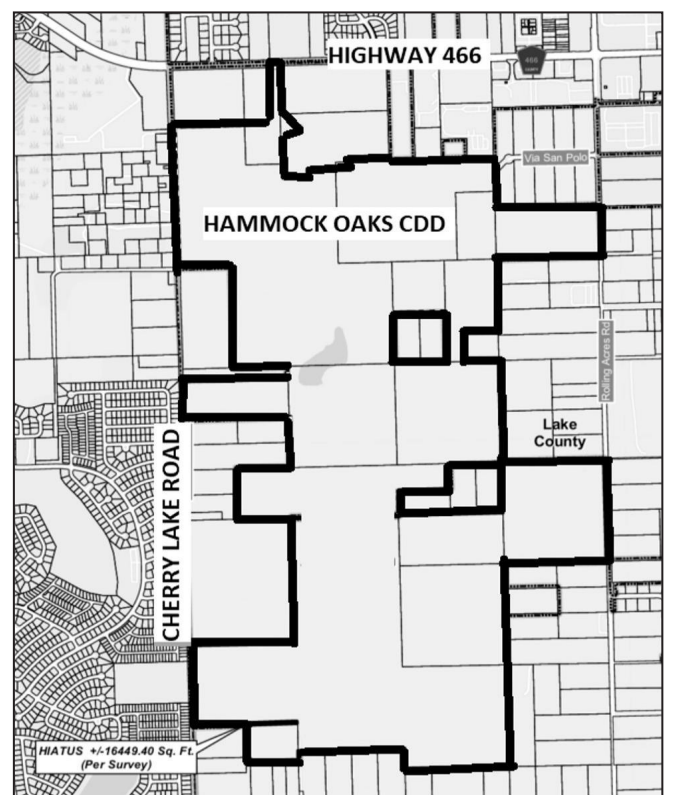 HIGHWAY 466
466
Via San Polo
HAMMOCK OAKS CDD
Rolling Acres Rd
Lake
County
CHERRY LAKE ROAD
HIATUS +/-16449.40 Sq. Ft.
(Per Survey)